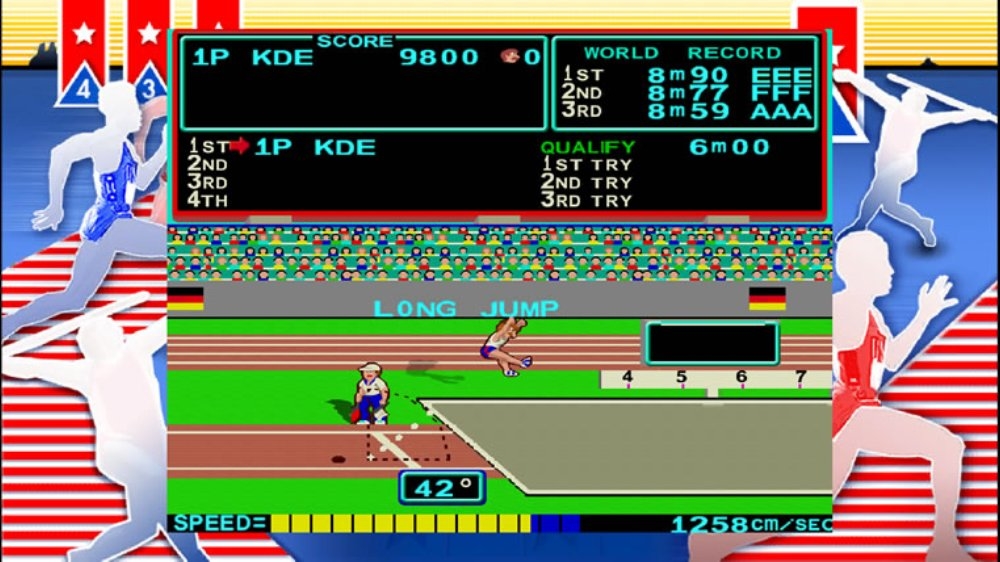 SCORE
1P KDE 9800 0
WORLD RECORD
1ST 8m90 EEE
2ND 8m77 FFF
3RD 8m59 AAA
1ST 1P KDE
2ND
3RD
4TH
QUALIFY 6m00
1ST TRY
2ND TRY
3RD TRY
4 3
LONG JUMP
4 5 6 7
42°
SPEED= 1258CM/SEC